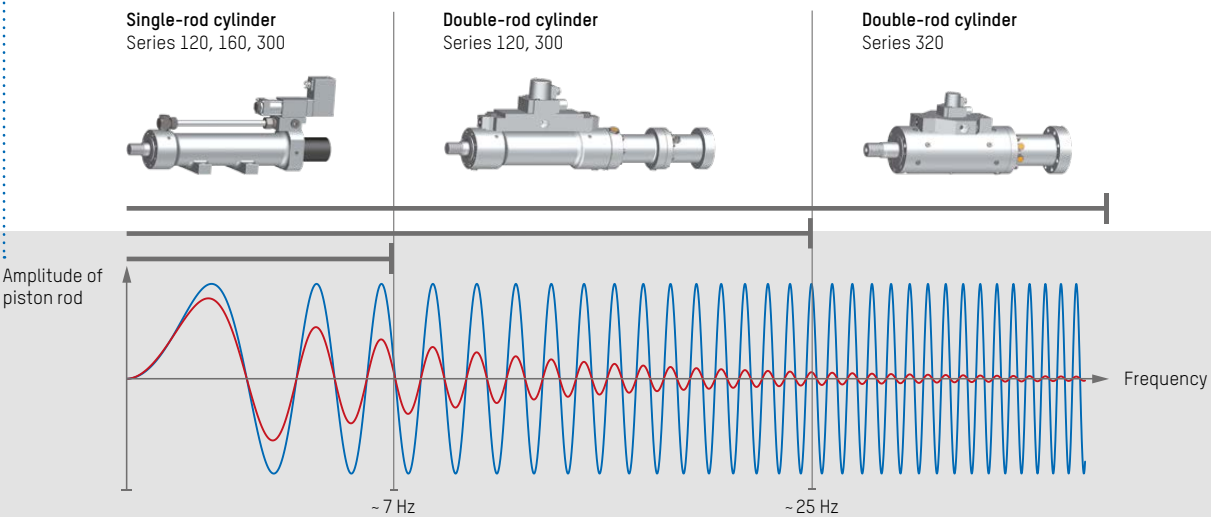 Single-rod cylinder
Series 120, 160, 300
Double-rod cylinder
Series 120, 300
Double-rod cylinder
Series 320
Amplitude of
piston rod
Frequency
~ 7 Hz
~ 25 Hz